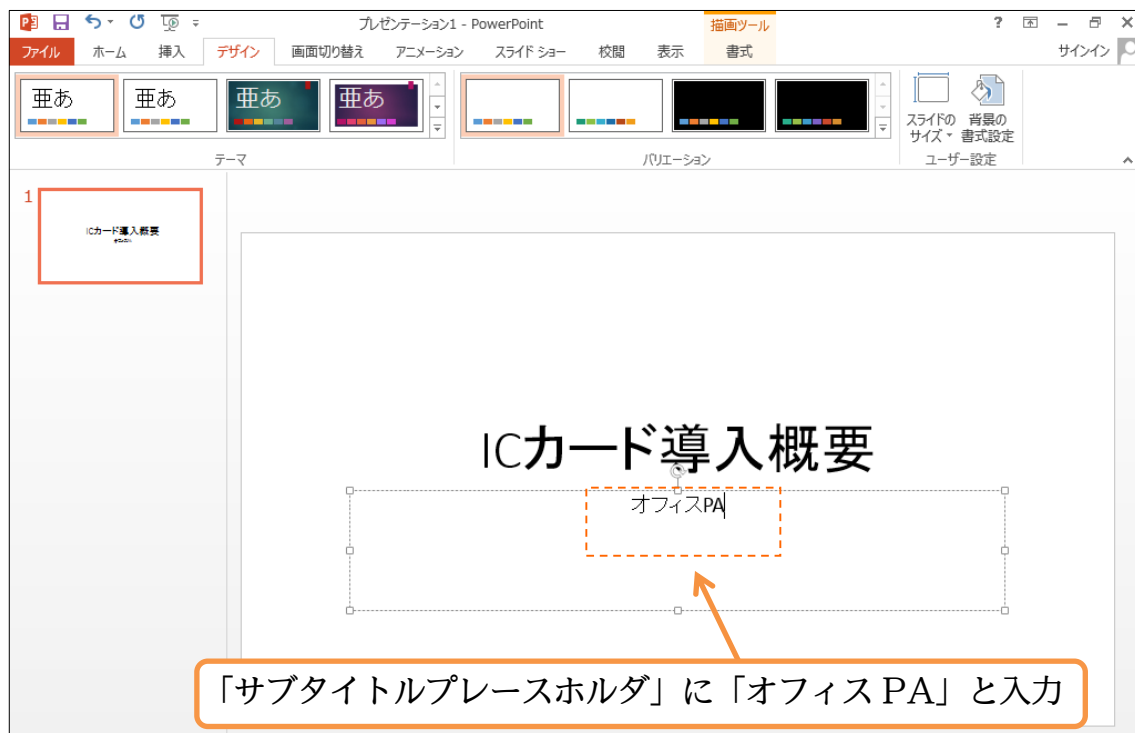 プレゼンテーション1 - PowerPoint
描画ツール
?
ファイル ホーム 挿入 デザイン 画面切り替え アニメーション スライド ショー 校閲 表示 書式 サインイン
亜あ 亜あ 亜あ 亜あ
スライドの サイズ
背景の 書式設定
テーマ バリエーション ユーザー設定
1
ICカード導入概要
ICカード導入概要
オフィスPA
「サブタイトルプレースホルダ」に「オフィスPA」と入力